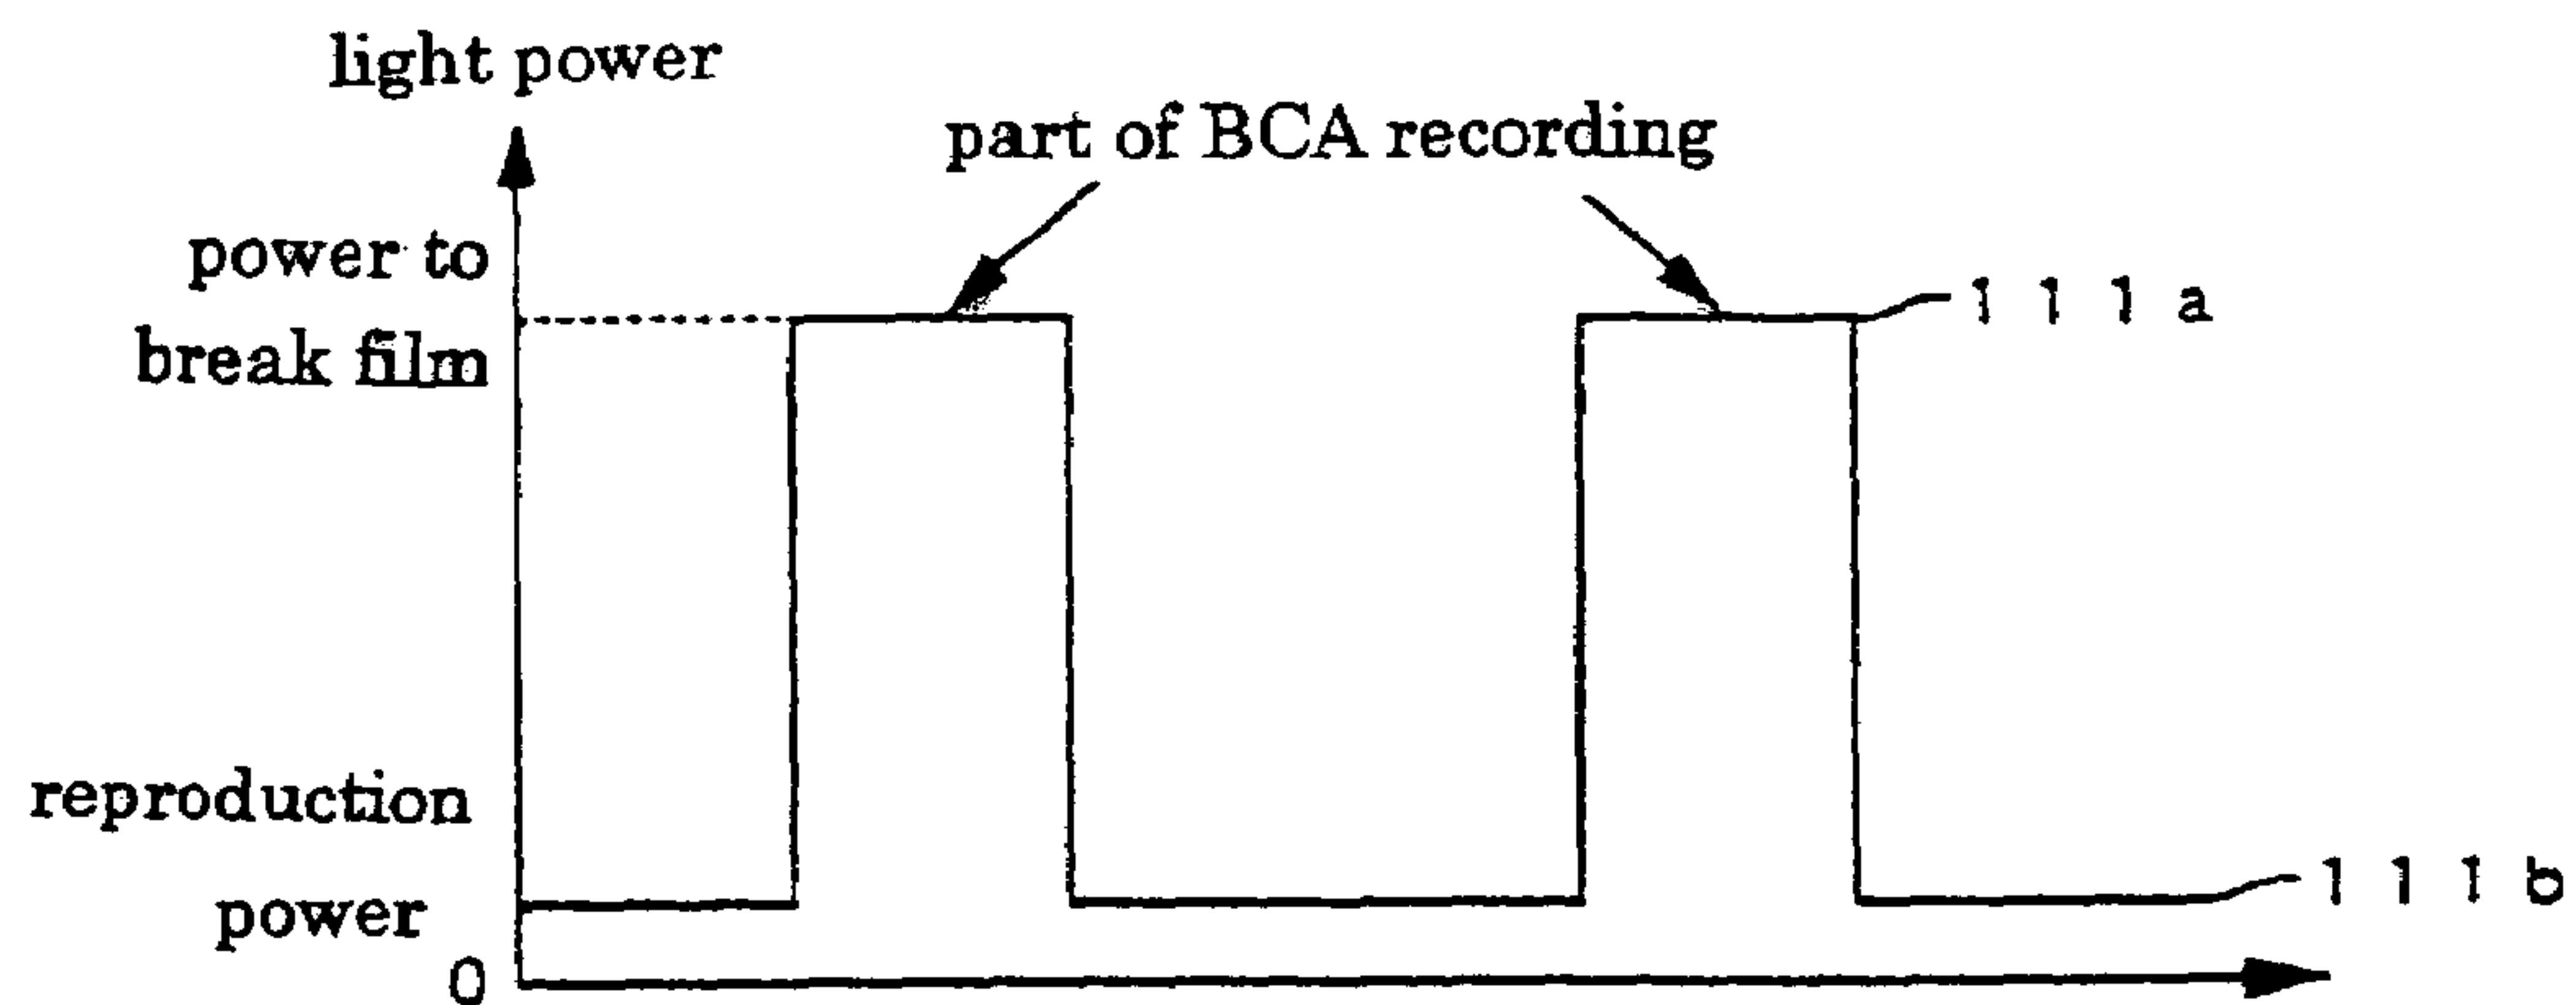 light power
part of BCA recording
power to
break film
1 1 1 a
reproduction
power
1 1 1 b
0